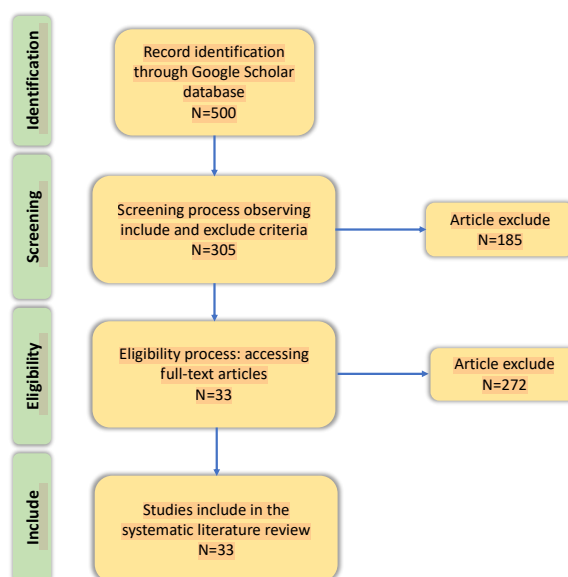 Identification
Record identification
through Google Scholar
database
N=500
Screening
Screening process observing
include and exclude criteria
N=305
Article exclude
N=185
Eligibility
Eligibility process: accessing
full-text articles
N=33
Article exclude
N=272
Include
Studies include in the
systematic literature review
N=33